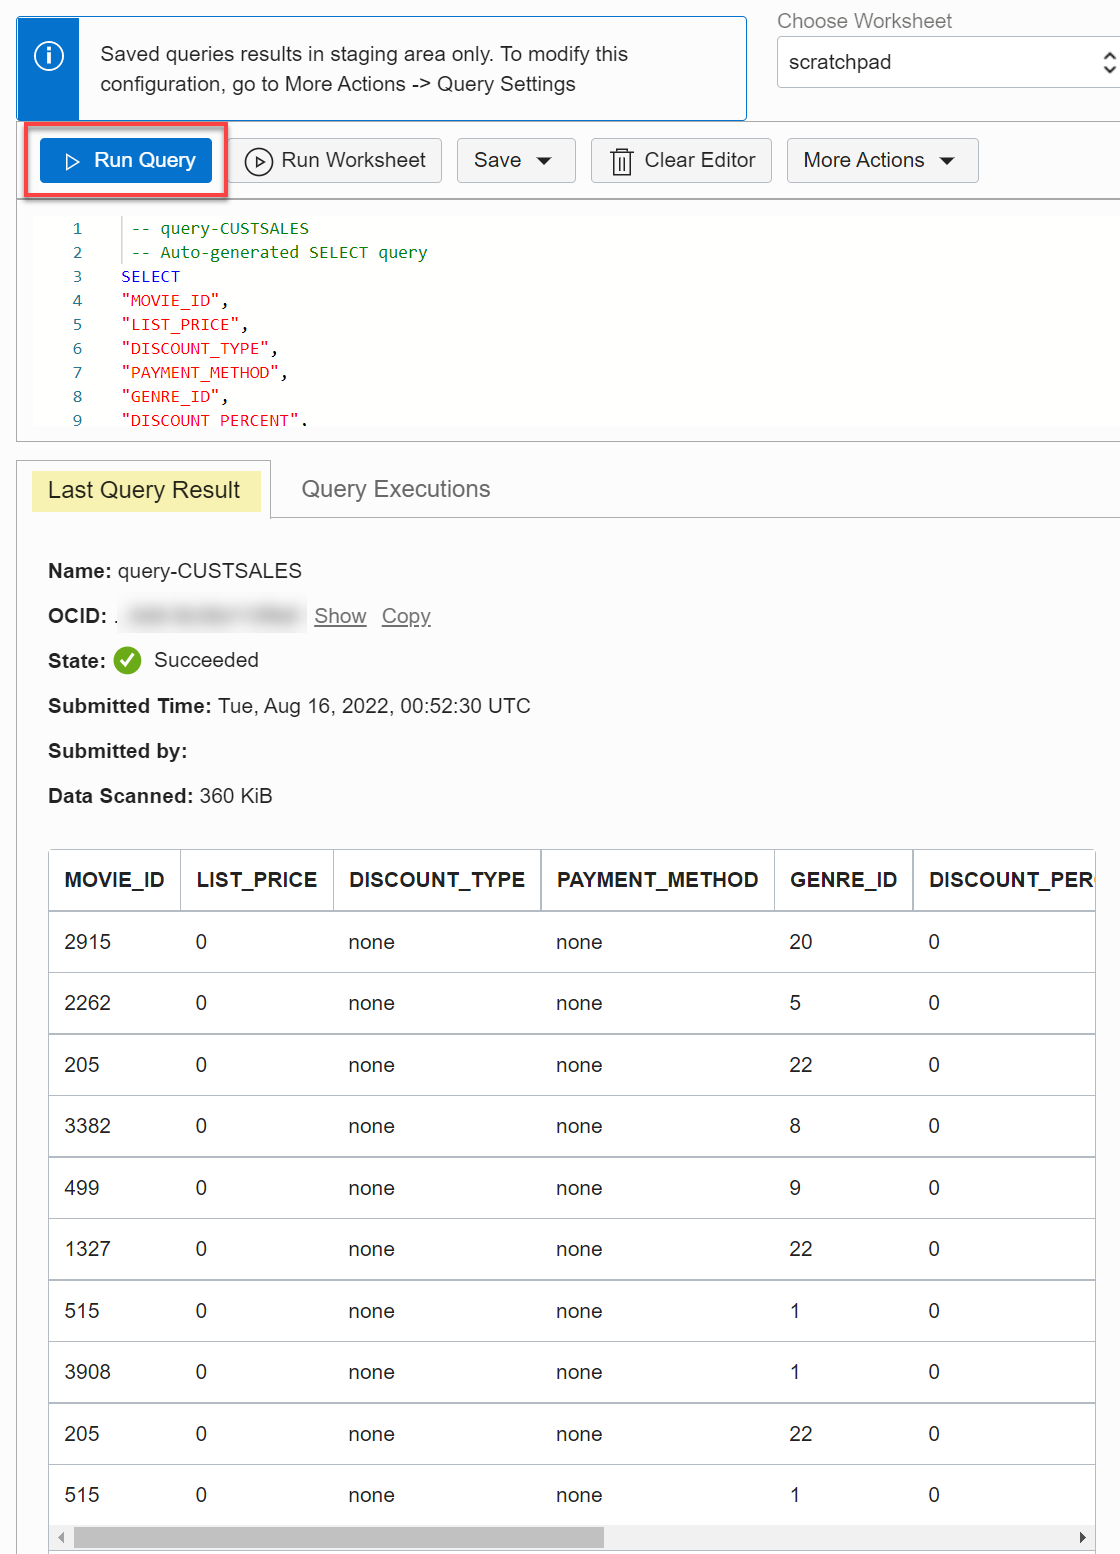 Saved queries results in staging area only. To modify this
configuration, go to More Actions -> Query Settings
Choose Worksheet
scratchpad
Run Query
Run Worksheet
Save
Clear Editor
More Actions
1 -- query-CUSTSALES
2 -- Auto-generated SELECT query
3 SELECT
4 "MOVIE_ID",
5 "LIST_PRICE",
6 "DISCOUNT_TYPE",
7 "PAYMENT_METHOD",
8 "GENRE_ID",
9 "DISCOUNT PERCENT",
Last Query Result
Query Executions
Name: query-CUSTSALES
OCID: . Show Copy
State: Succeeded
Submitted Time: Tue, Aug 16, 2022, 00:52:30 UTC
Submitted by:
Data Scanned: 360 KiB
MOVIE_ID LIST_PRICE DISCOUNT_TYPE PAYMENT_METHOD GENRE_ID DISCOUNT_PER
2915 0 none none 20 0
2262 0 none none 5 0
205 0 none none 22 0
3382 0 none none 8 0
499 0 none none 9 0
1327 0 none none 22 0
515 0 none none 1 0
3908 0 none none 1 0
205 0 none none 22 0
515 0 none none 1 0